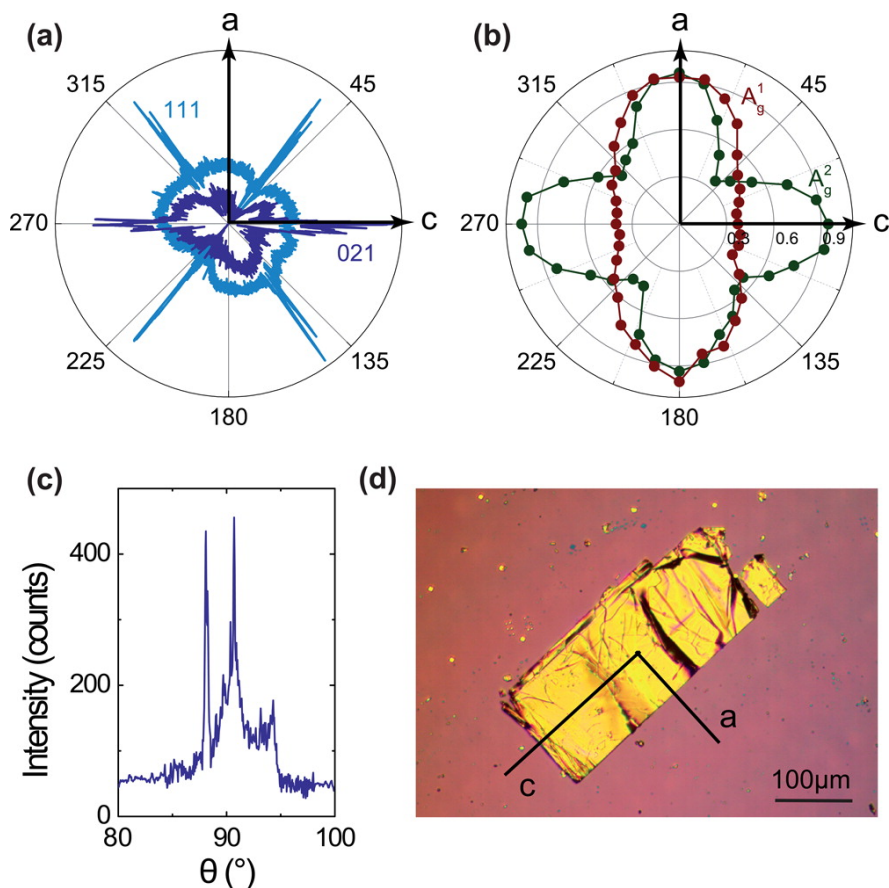 (a)
a
315
45
111
270
c
021
225
135
180
(b)
a
315
45
A_g^1
A_g^2
270
c
0.3 0.6 0.9
225
135
180
(c)
400
200
0
80 90 100
Intensity (counts)
θ (°)
(d)
a
c
100μm